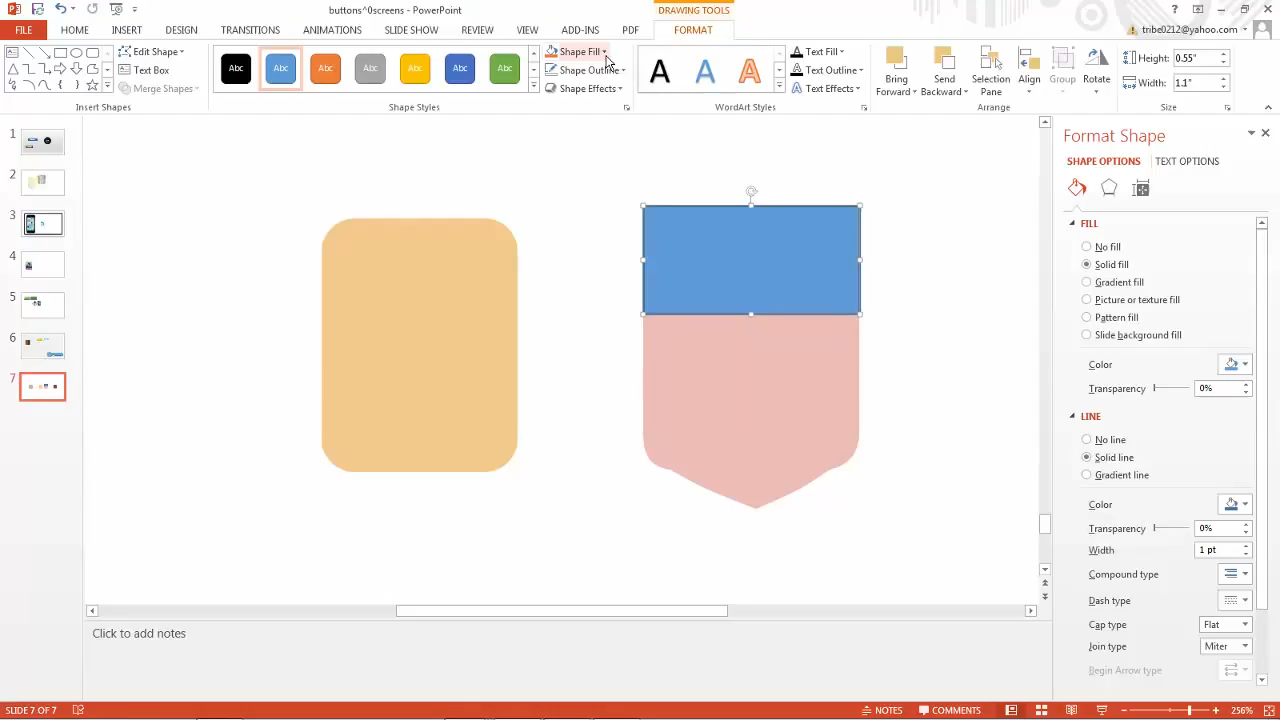 buttons^0screens - PowerPoint
DRAWING TOOLS
FILE HOME INSERT DESIGN TRANSITIONS ANIMATIONS SLIDE SHOW REVIEW VIEW ADD-INS PDF FORMAT
tribe0212@yahoo.com
Edit Shape
Text Box
Merge Shapes
Insert Shapes
Abc Abc Abc Abc Abc Abc Abc
Shape Styles
Shape Fill
Shape Outline
Shape Effects
A A A
WordArt Styles
Text Fill
Text Outline
Text Effects
Bring Forward
Send Backward
Selection Pane
Align
Group
Rotate
Arrange
Height: 0.55"
Width: 1.1"
Size
1
2
3
4
5
6
7
Format Shape
SHAPE OPTIONS TEXT OPTIONS
FILL
No fill
Solid fill
Gradient fill
Picture or texture fill
Pattern fill
Slide background fill
Color
Transparency 0%
LINE
No line
Solid line
Gradient line
Color
Transparency 0%
Width 1 pt
Compound type
Dash type
Cap type Flat
Join type Miter
Begin Arrow type
Click to add notes
SLIDE 7 OF 7
NOTES COMMENTS 256%